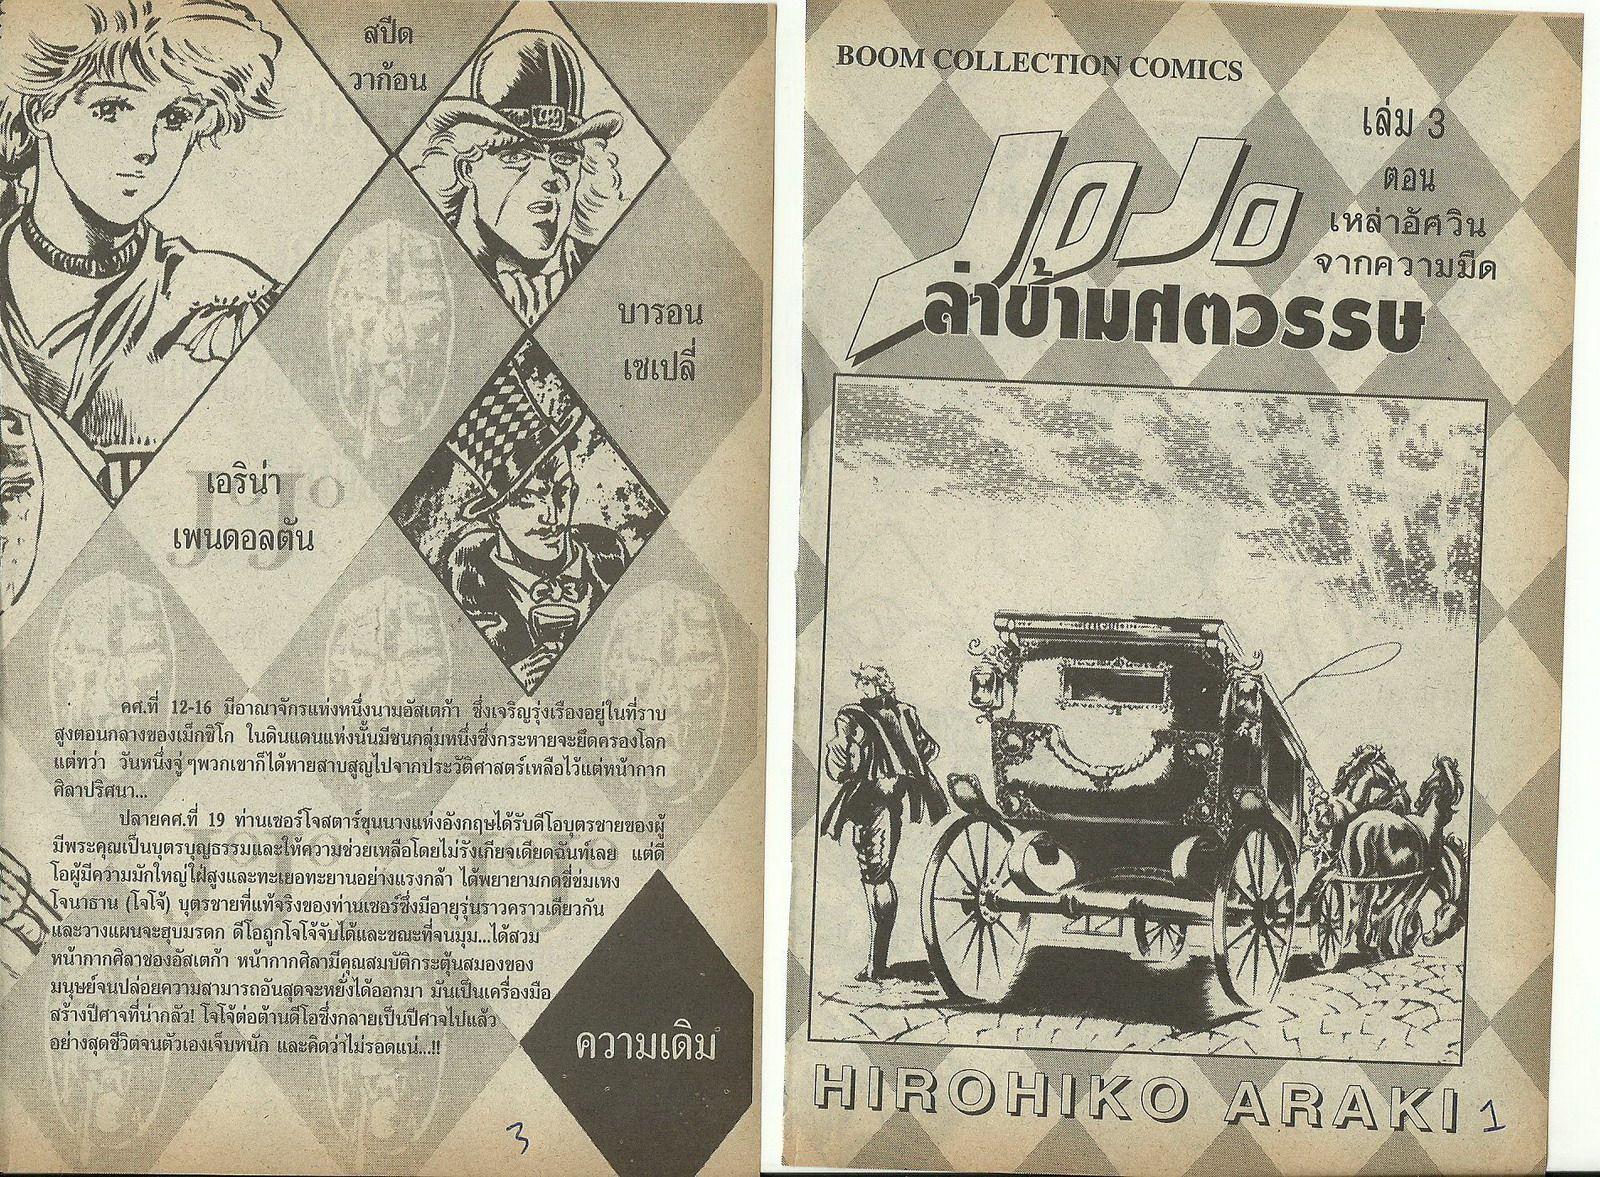 สปีด
วาก้อน
บารอน
เซเปลี่
เอริน่า
เพนดอลตัน
คศ.ที่ 12-16 มีอาณาจักรแห่งหนึ่งนามอัสเตก้า ซึ่งเจริญรุ่งเรืองอยู่ในที่ราบ
สูงตอนกลางของเม็กซิโก ในดินแดนแห่งนั้นมีชนกลุ่มหนึ่งซึ่งกระหายจะยึดครองโลก
แต่ทว่า วันหนึ่งจู่ๆพวกเขาก็ได้หายสาบสูญไปจากประวัติศาสตร์เหลือไว้แต่หน้ากาก
ศิลาปริศนา...
ปลายคศ.ที่ 19 ท่านเซอร์โจสตาร์ขุนนางแห่งอังกฤษได้รับดีโอบุตรชายของผู้
มีพระคุณเป็นบุตรบุญธรรมและให้ความช่วยเหลือโดยไม่รังเกียจเดียดฉันท์เลย แต่ดี
โอผู้มีความมักใหญ่ใฝ่สูงและทะเยอทะยานอย่างแรงกล้า ได้พยายามกดขี่ข่มเหง
โจนาธาน (โจโจ้) บุตรชายที่แท้จริงของท่านเซอร์ซึ่งมีอายุรุ่นราวคราวเดียวกัน
และวางแผนจะฮุบมรดก ดีโอถูกโจโจ้จับได้และขณะที่จนมุม...ได้สวม
หน้ากากศิลาของอัสเตก้า หน้ากากศิลามีคุณสมบัติกระตุ้นสมองของ
มนุษย์จนปล่อยความสามารถอันสุดจะหยั่งได้ออกมา มันเป็นเครื่องมือ
สร้างปีศาจที่น่ากลัว! โจโจ้ต่อต้านดีโอซึ่งกลายเป็นปีศาจไปแล้ว
อย่างสุดชีวิตจนตัวเองเจ็บหนัก และคิดว่าไม่รอดแน่...!!
ความเดิม
3
BOOM COLLECTION COMICS
เล่ม 3
ตอน
เหล่าอัศวิน
จากความมืด
JoJo
ล่าข้ามศตวรรษ
HIROHIKO ARAKI
1